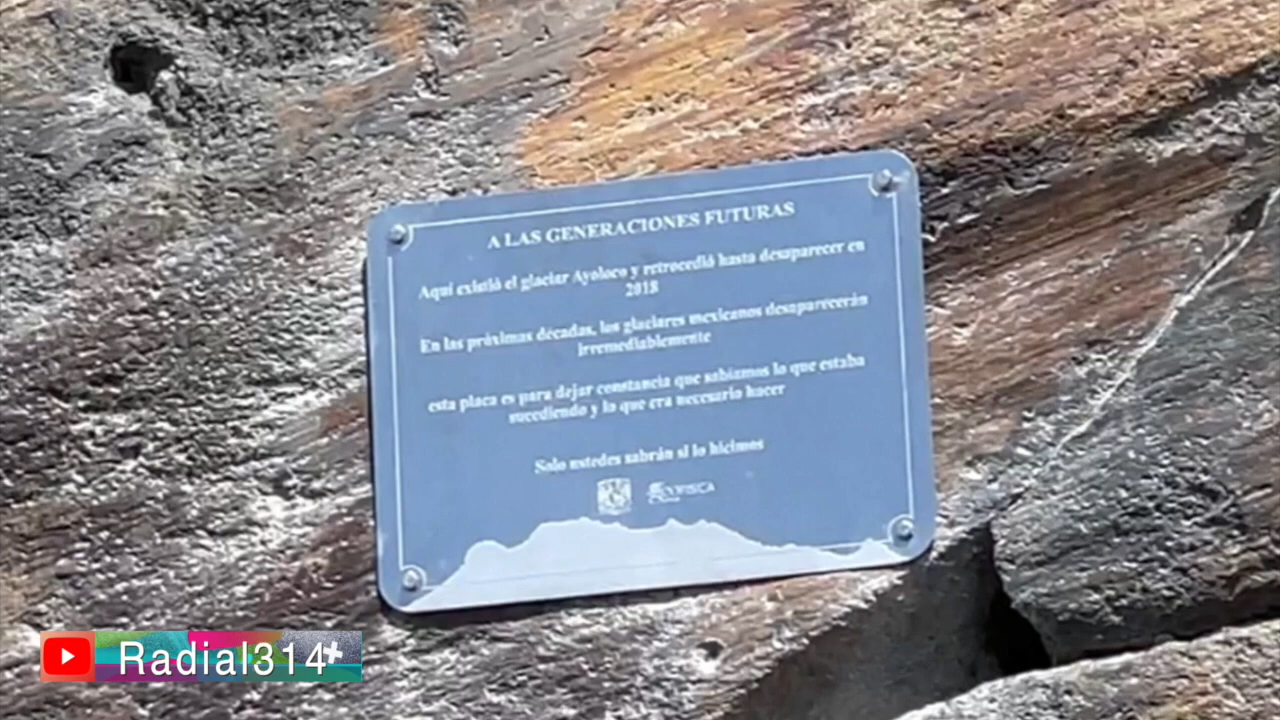 A LAS GENERACIONES FUTURAS
Aquí existió el glaciar Ayoloco y retrocedió hasta desaparecer en
2018
En las próximas décadas, los glaciares mexicanos desaparecerán
irremediablemente
esta placa es para dejar constancia que sabíamos lo que estaba
sucediendo y lo que era necesario hacer
Solo ustedes sabrán si lo hicimos
Radial314+